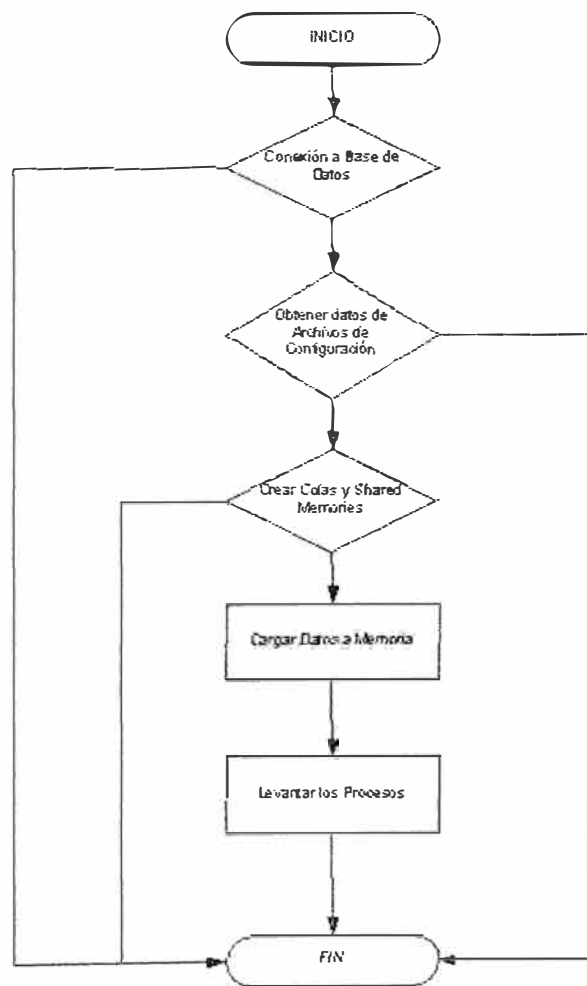 INICIO
Conexión a Base de
Datos
Obtener datos de
Archivos de
Configuración
Crear Colas y Shared
Memories
Cargar Datos a Memoria
Levantar los Procesos
FIN